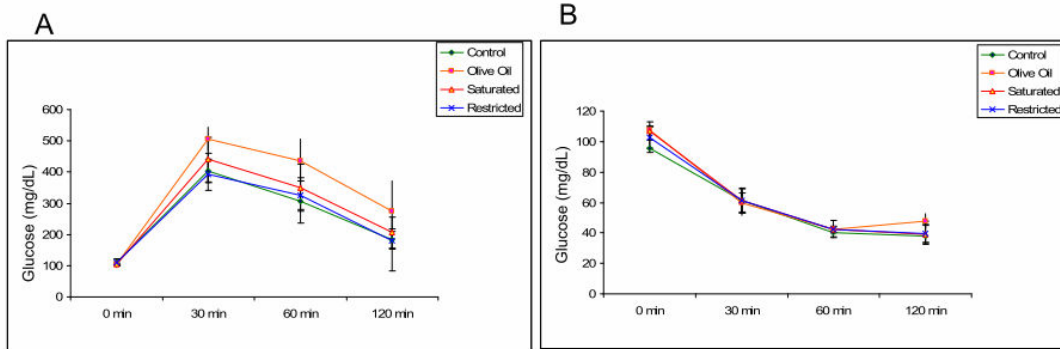 A
Control
Olive Oil
Saturated
Restricted
Glucose (mg/dL)
600
500
400
300
200
100
0
0 min 30 min 60 min 120 min
B
Control
Olive Oil
Saturated
Restricted
Glucose (mg/dL)
120
100
80
60
40
20
0
0 min 30 min 60 min 120 min